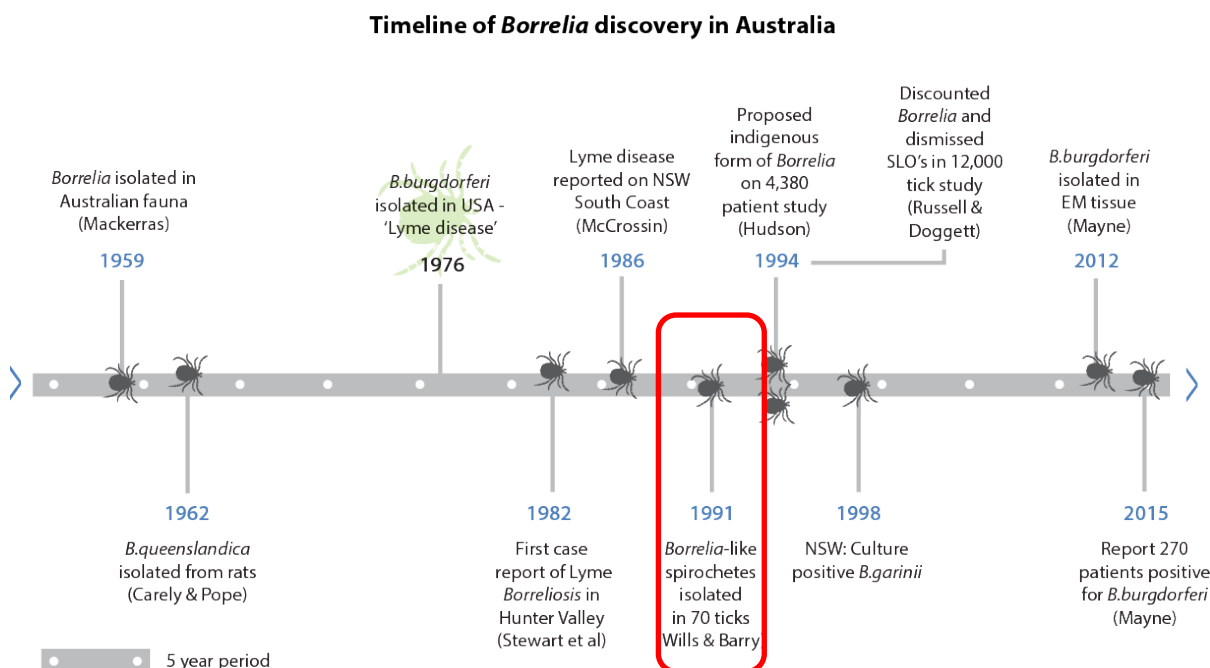 Timeline of Borrelia discovery in Australia
Borrelia isolated in
Australian fauna
(Mackerras)
1959
B.burgdorferi
isolated in USA -
‘Lyme disease’
1976
Lyme disease
reported on NSW
South Coast
(McCrossin)
1986
Proposed
indigenous
form of Borrelia
on 4,380
patient study
(Hudson)
1994
Discounted
Borrelia and
dismissed
SLO's in 12,000
tick study
(Russell &
Doggett)
B.burgdorferi
isolated in
EM tissue
(Mayne)
2012
1962
B.queenslandica
isolated from rats
(Carely & Pope)
1982
First case
report of Lyme
Borreliosis in
Hunter Valley
(Stewart et al)
1991
Borrelia-like
spirochetes
isolated
in 70 ticks
Wills & Barry
1998
NSW: Culture
positive B.garinii
2015
Report 270
patients positive
for B.burgdorferi
(Mayne)
5 year period